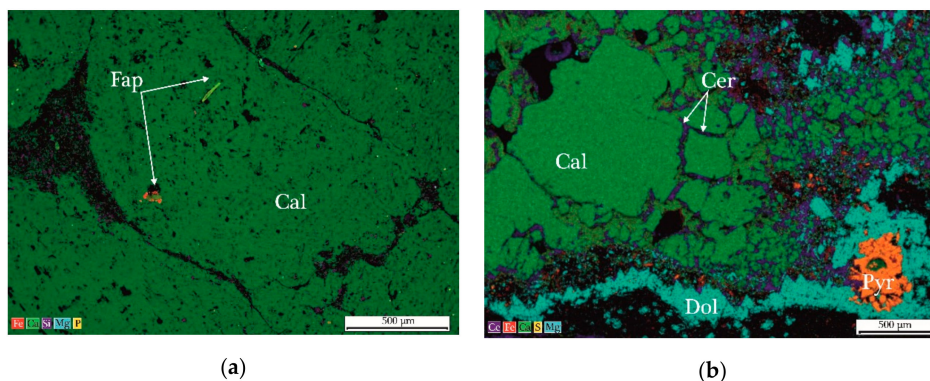 Fap
Cal
Fe Ca Si Mg P
500 µm
Cer
Cal
Pyr
Dol
Ce Fe Ca S Mg
500 µm
(a)
(b)